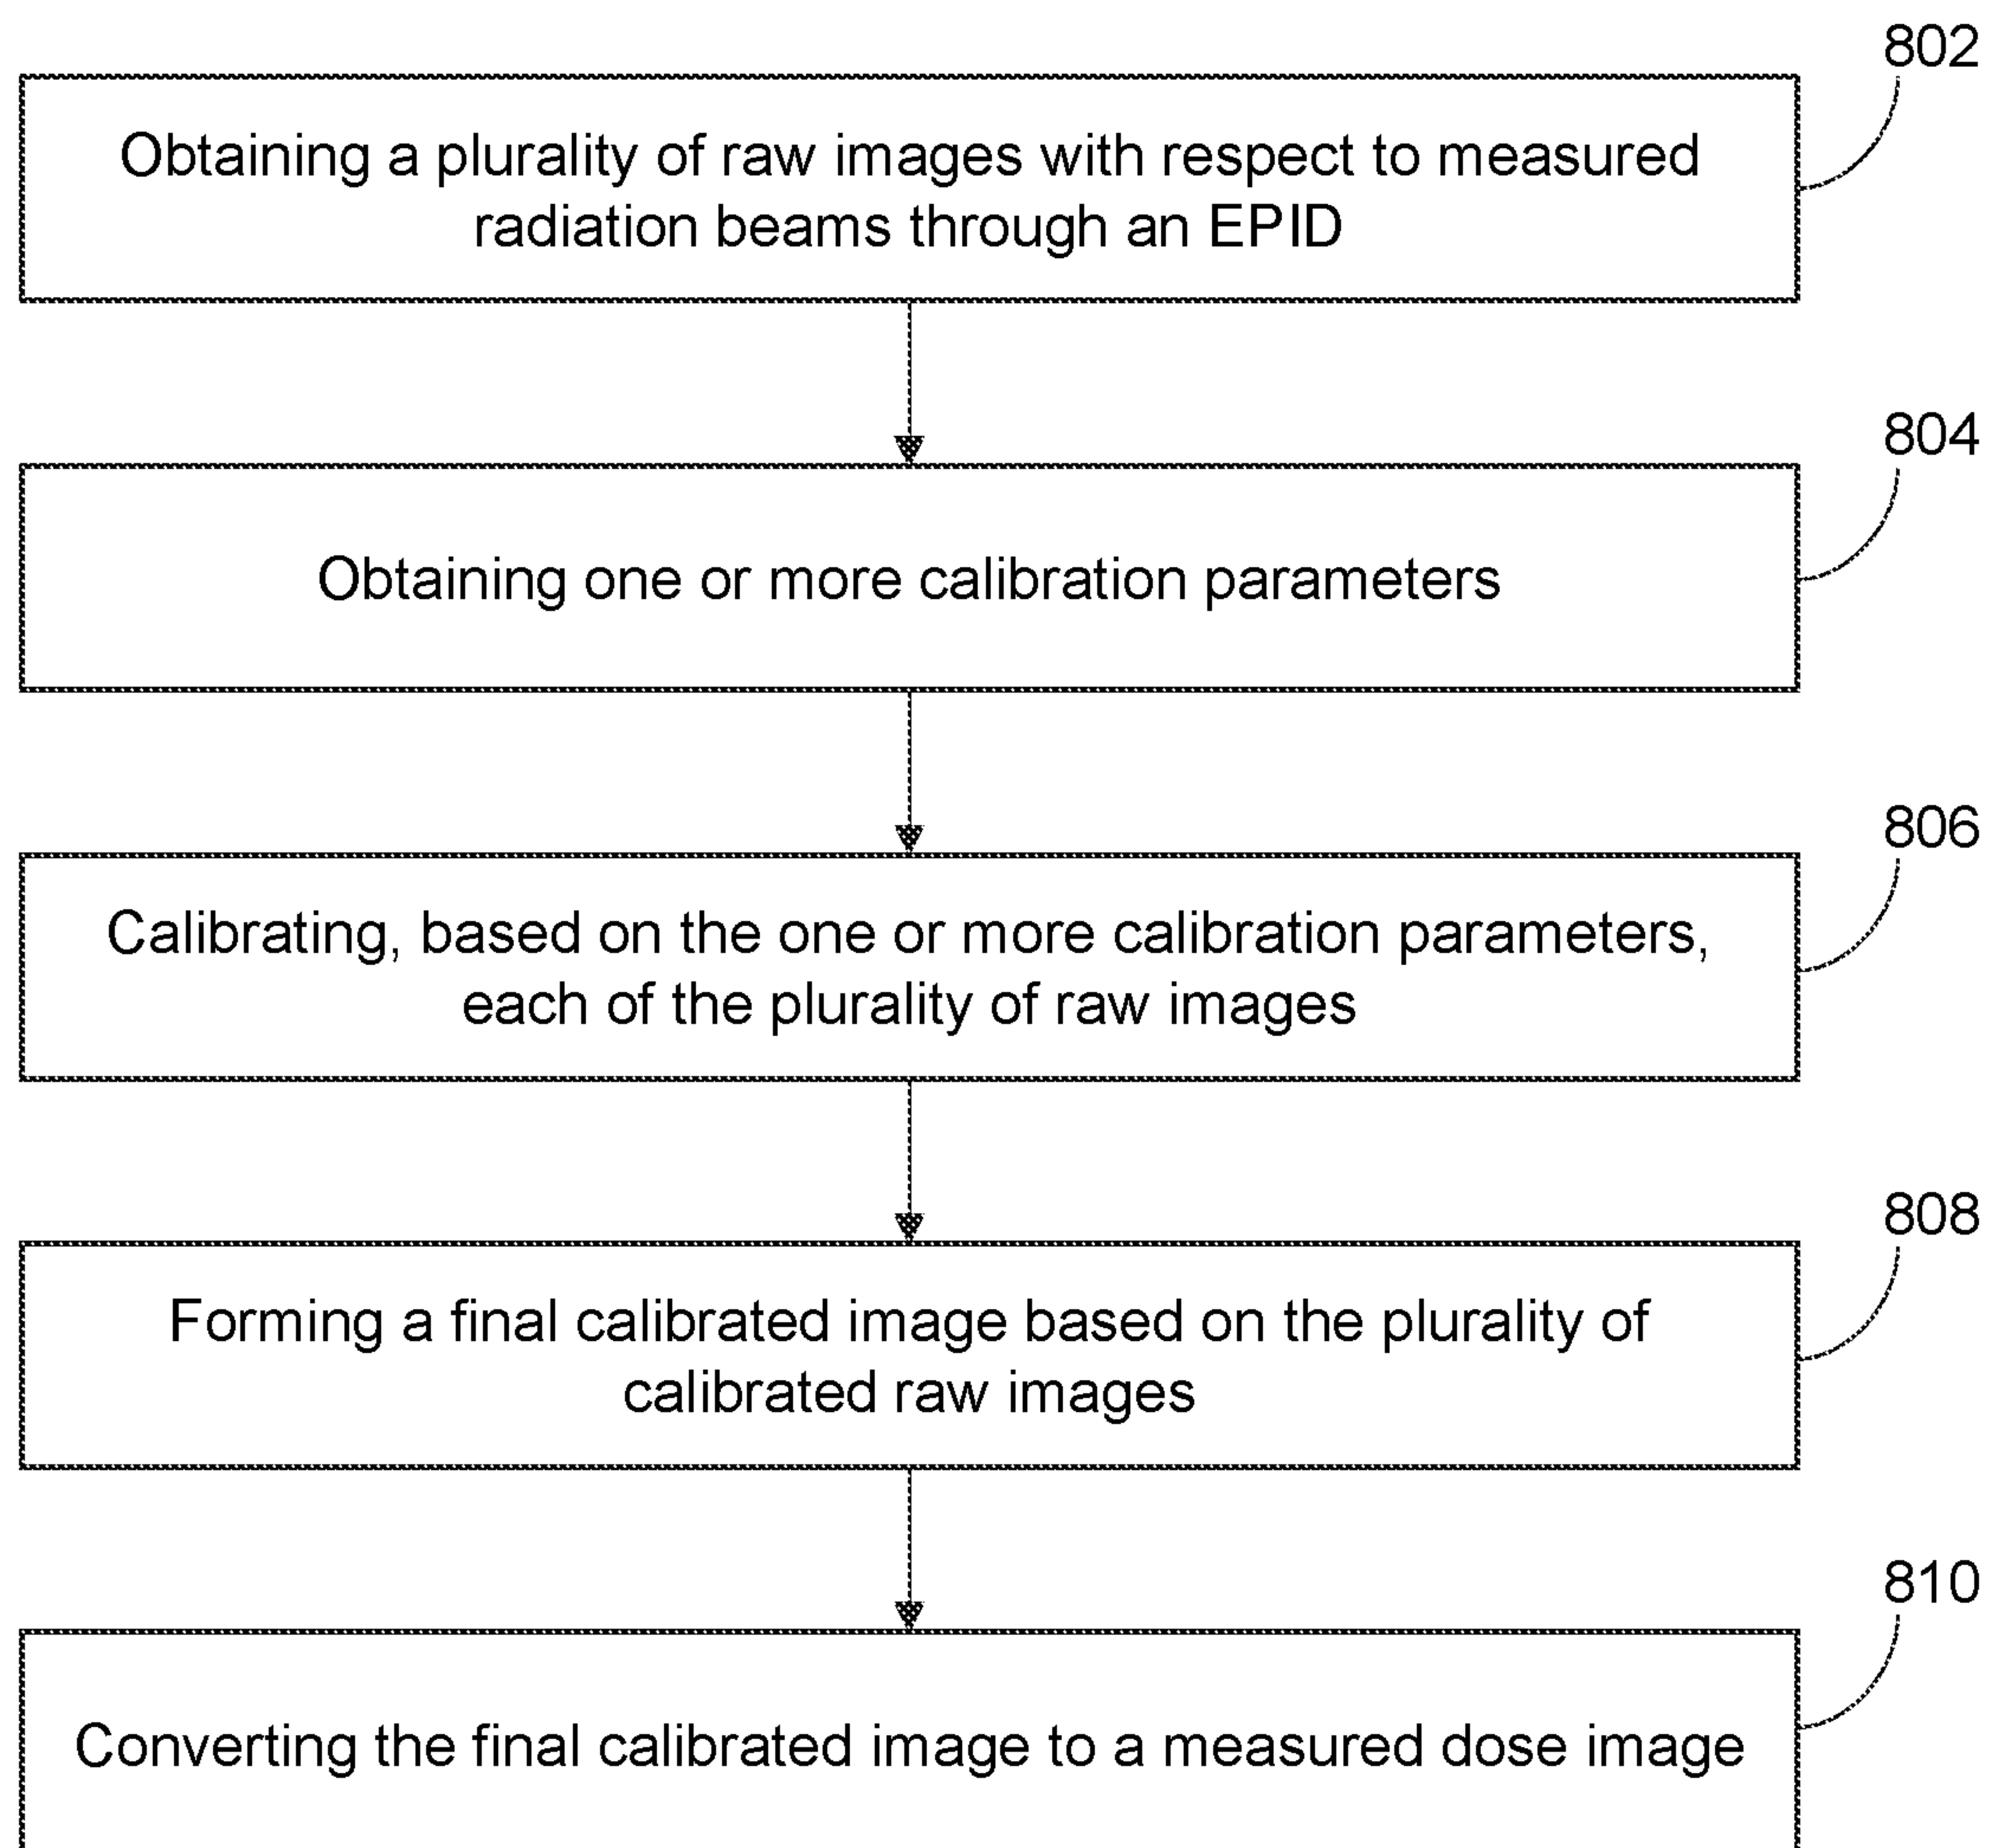 802
Obtaining a plurality of raw images with respect to measured
radiation beams through an EPID
804
Obtaining one or more calibration parameters
806
Calibrating, based on the one or more calibration parameters,
each of the plurality of raw images
808
Forming a final calibrated image based on the plurality of
calibrated raw images
810
Converting the final calibrated image to a measured dose image